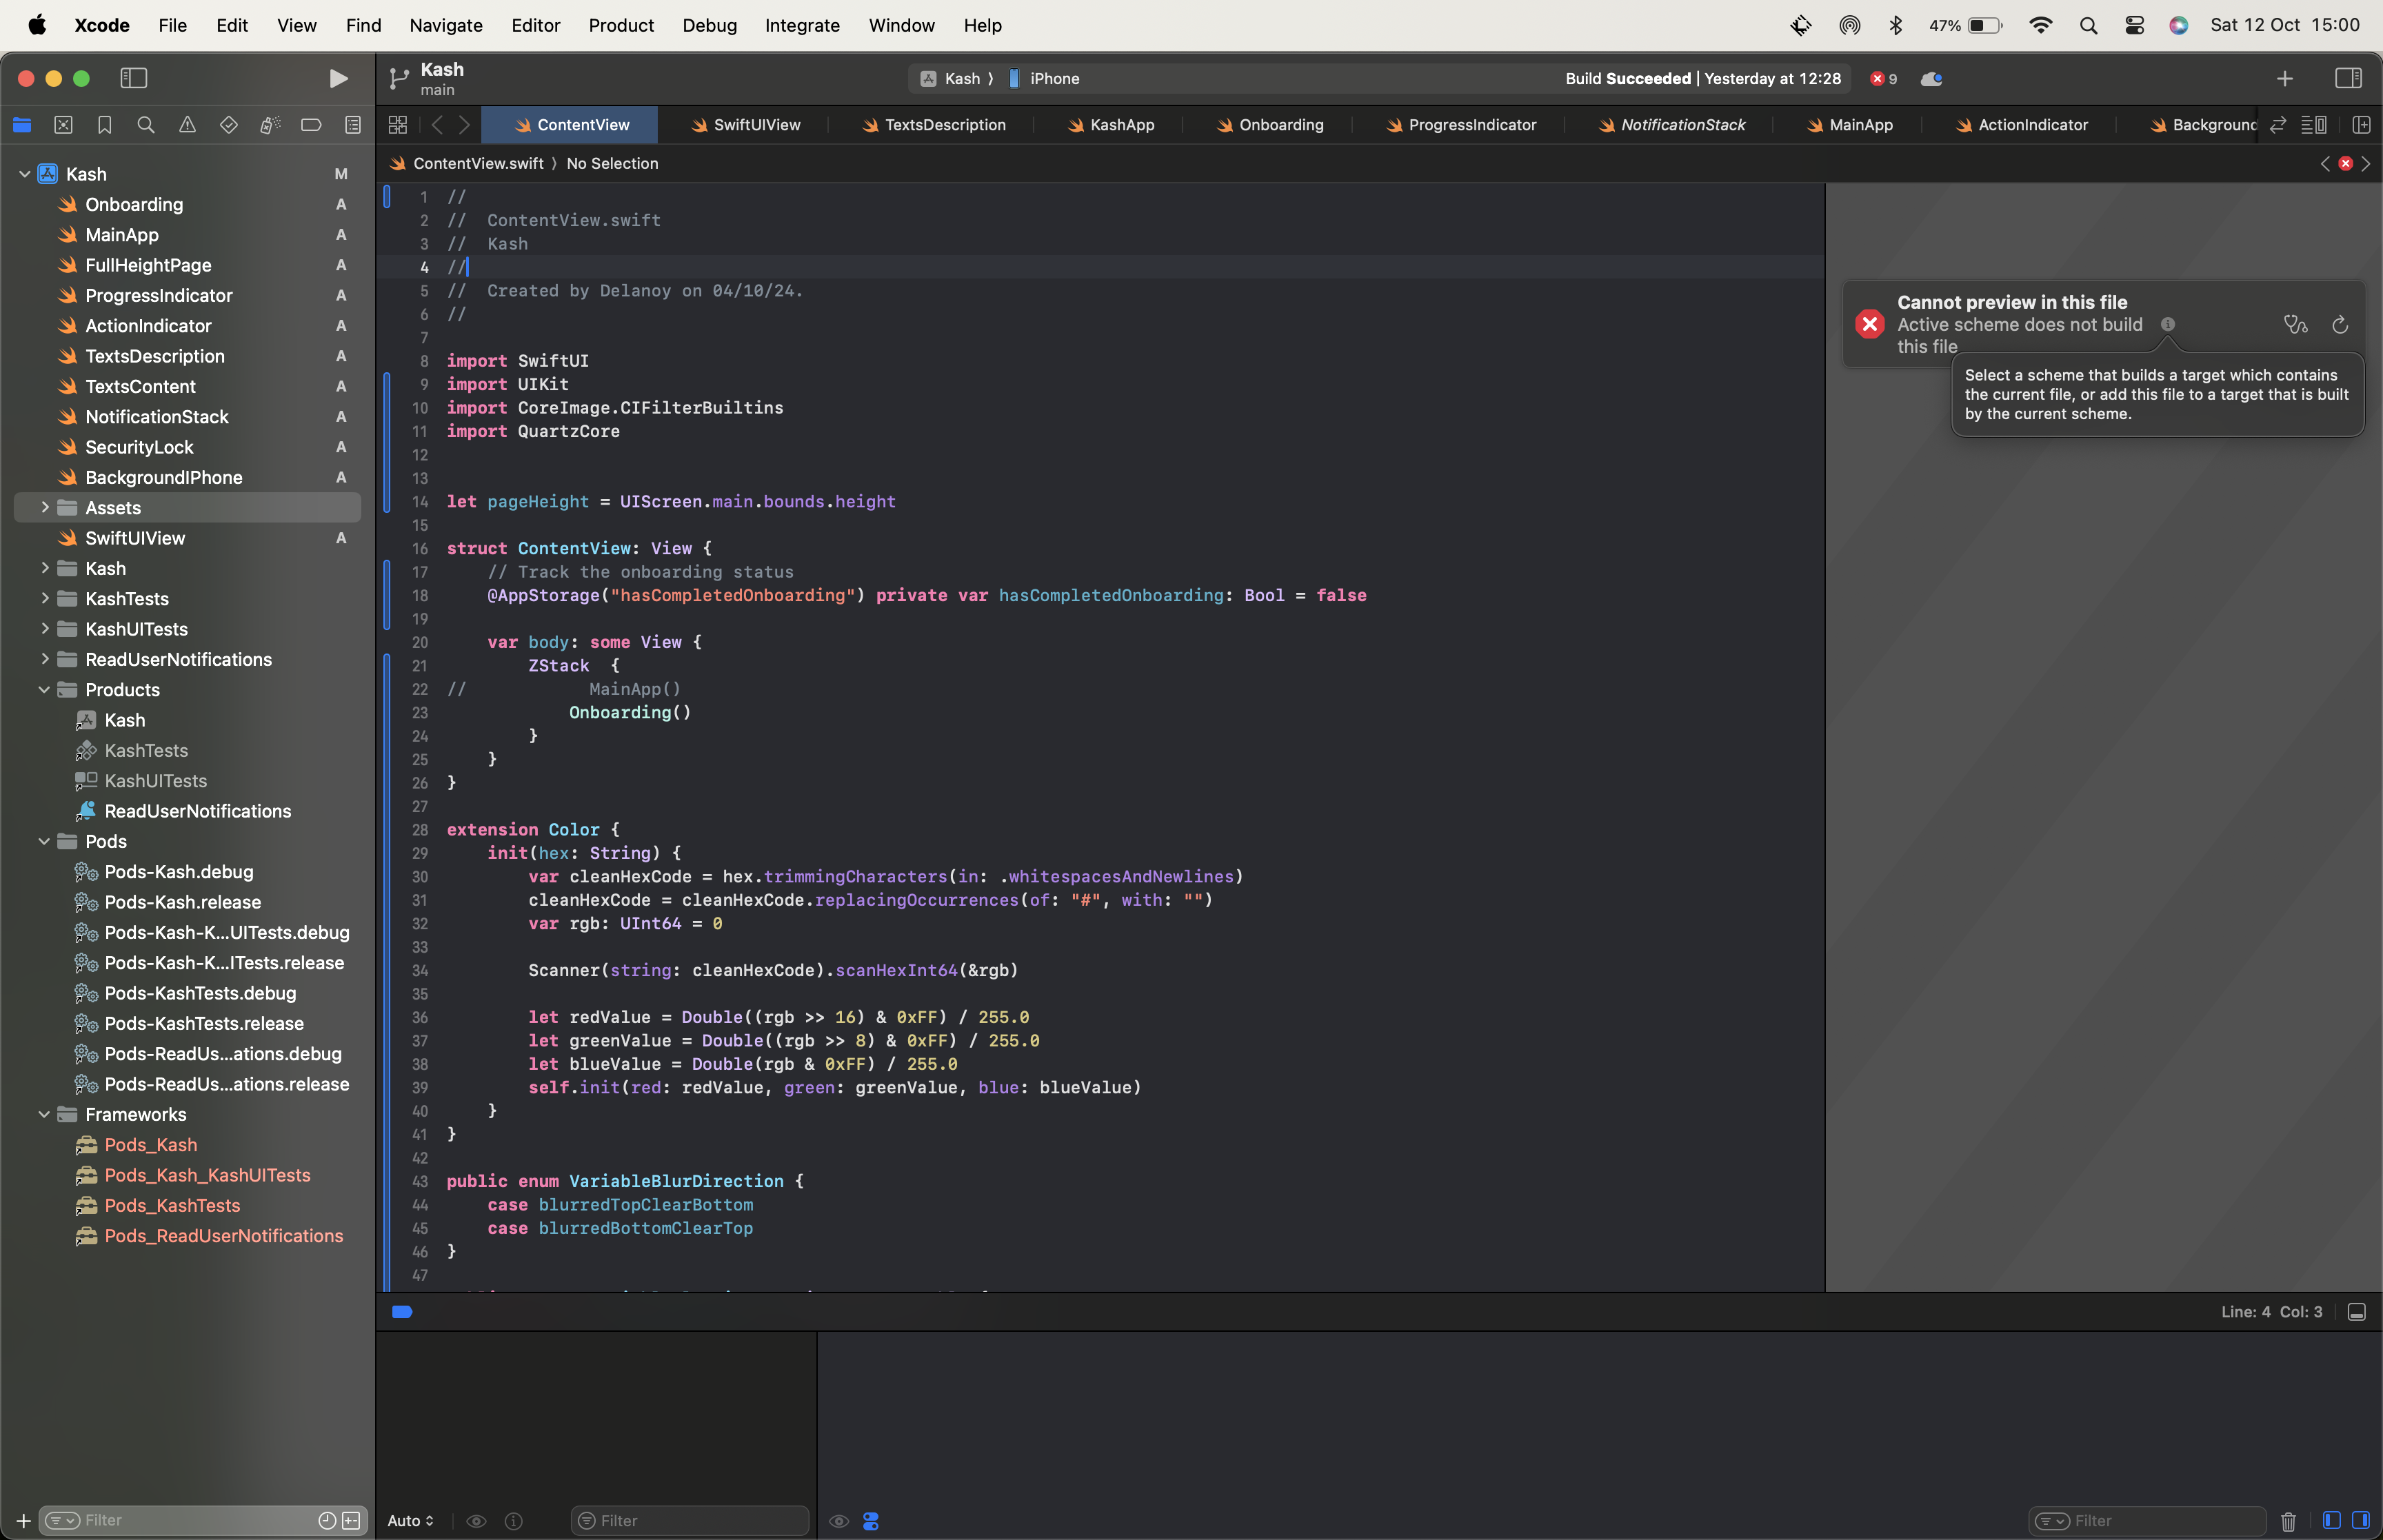 Xcode File Edit View Find Navigate Editor Product Debug Integrate Window Help 47% Sat 12 Oct 15:00
Kash
main
Kash ⟩ iPhone
Build Succeeded | Yesterday at 12:28
9
ContentView SwiftUIView TextsDescription KashApp Onboarding ProgressIndicator NotificationStack MainApp ActionIndicator Background
ContentView.swift ⟩ No Selection
Kash M
Onboarding A
MainApp A
FullHeightPage A
ProgressIndicator A
ActionIndicator A
TextsDescription A
TextsContent A
NotificationStack A
SecurityLock A
BackgroundIPhone A
Assets
SwiftUIView A
Kash
KashTests
KashUITests
ReadUserNotifications
Products
Kash
KashTests
KashUITests
ReadUserNotifications
Pods
Pods-Kash.debug
Pods-Kash.release
Pods-Kash-K...UITests.debug
Pods-Kash-K...ITests.release
Pods-KashTests.debug
Pods-KashTests.release
Pods-ReadUs...ations.debug
Pods-ReadUs...ations.release
Frameworks
Pods_Kash
Pods_Kash_KashUITests
Pods_KashTests
Pods_ReadUserNotifications
Filter
1 //
2 //  ContentView.swift
3 //  Kash
4 //
5 //  Created by Delanoy on 04/10/24.
6 //
7
8 import SwiftUI
9 import UIKit
10 import CoreImage.CIFilterBuiltins
11 import QuartzCore
12
13
14 let pageHeight = UIScreen.main.bounds.height
15
16 struct ContentView: View {
17     // Track the onboarding status
18     @AppStorage("hasCompletedOnboarding") private var hasCompletedOnboarding: Bool = false
19
20     var body: some View {
21         ZStack  {
22 //            MainApp()
23             Onboarding()
24         }
25     }
26 }
27
28 extension Color {
29     init(hex: String) {
30         var cleanHexCode = hex.trimmingCharacters(in: .whitespacesAndNewlines)
31         cleanHexCode = cleanHexCode.replacingOccurrences(of: "#", with: "")
32         var rgb: UInt64 = 0
33
34         Scanner(string: cleanHexCode).scanHexInt64(&rgb)
35
36         let redValue = Double((rgb >> 16) & 0xFF) / 255.0
37         let greenValue = Double((rgb >> 8) & 0xFF) / 255.0
38         let blueValue = Double(rgb & 0xFF) / 255.0
39         self.init(red: redValue, green: greenValue, blue: blueValue)
40     }
41 }
42
43 public enum VariableBlurDirection {
44     case blurredTopClearBottom
45     case blurredBottomClearTop
46 }
47
Cannot preview in this file
Active scheme does not build
this file
Select a scheme that builds a target which contains
the current file, or add this file to a target that is built
by the current scheme.
Line: 4 Col: 3
Auto
Filter
Filter